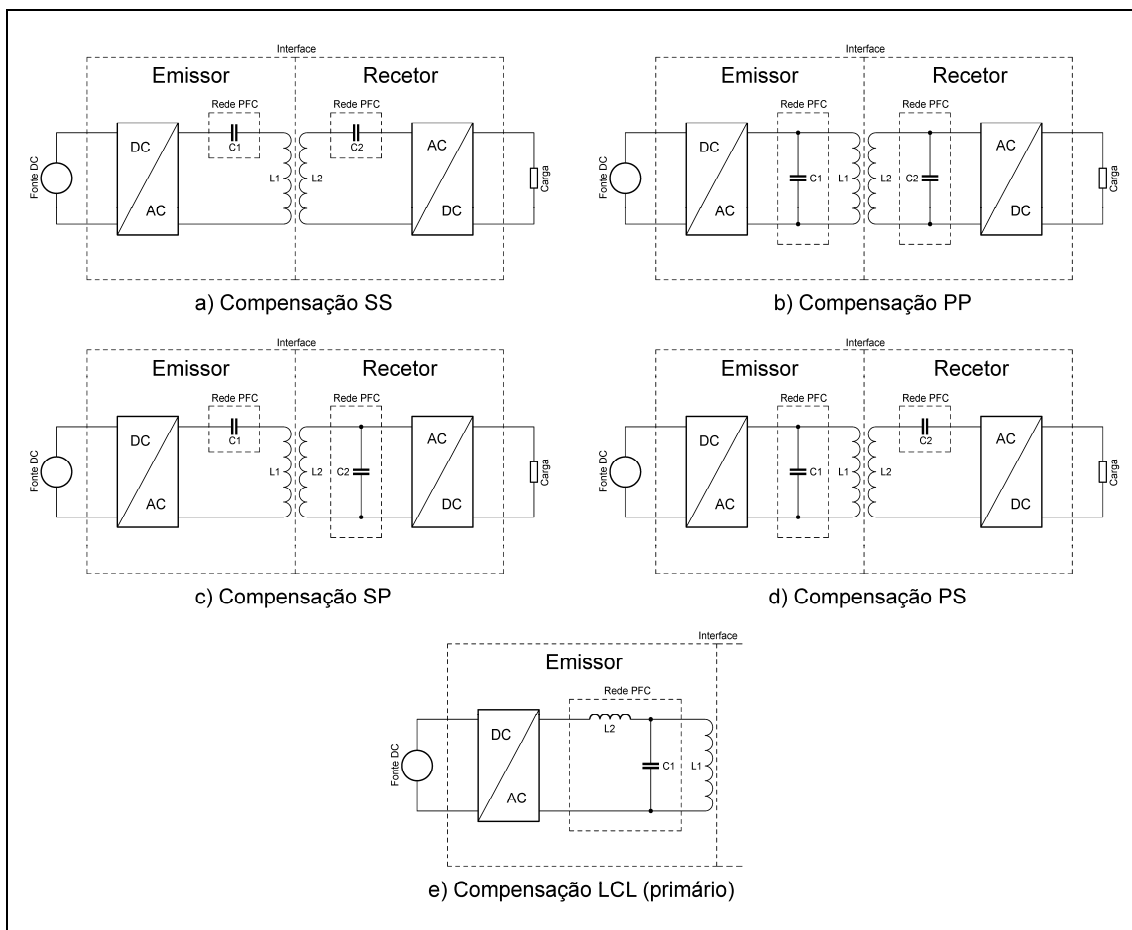 Interface
Emissor
Recetor
Rede PFC
Rede PFC
Fonte DC
DC
AC
C1
L1
L2
C2
AC
DC
Carga
a) Compensação SS
Interface
Emissor
Recetor
Rede PFC
Rede PFC
Fonte DC
DC
AC
C1
L1
L2
C2
AC
DC
Carga
b) Compensação PP
Interface
Emissor
Recetor
Rede PFC
Rede PFC
Fonte DC
DC
AC
C1
L1
L2
C2
AC
DC
Carga
c) Compensação SP
Interface
Emissor
Recetor
Rede PFC
Rede PFC
Fonte DC
DC
AC
C1
L1
L2
C2
AC
DC
Carga
d) Compensação PS
Interface
Emissor
Rede PFC
Fonte DC
DC
AC
L2
C1
L1
e) Compensação LCL (primário)